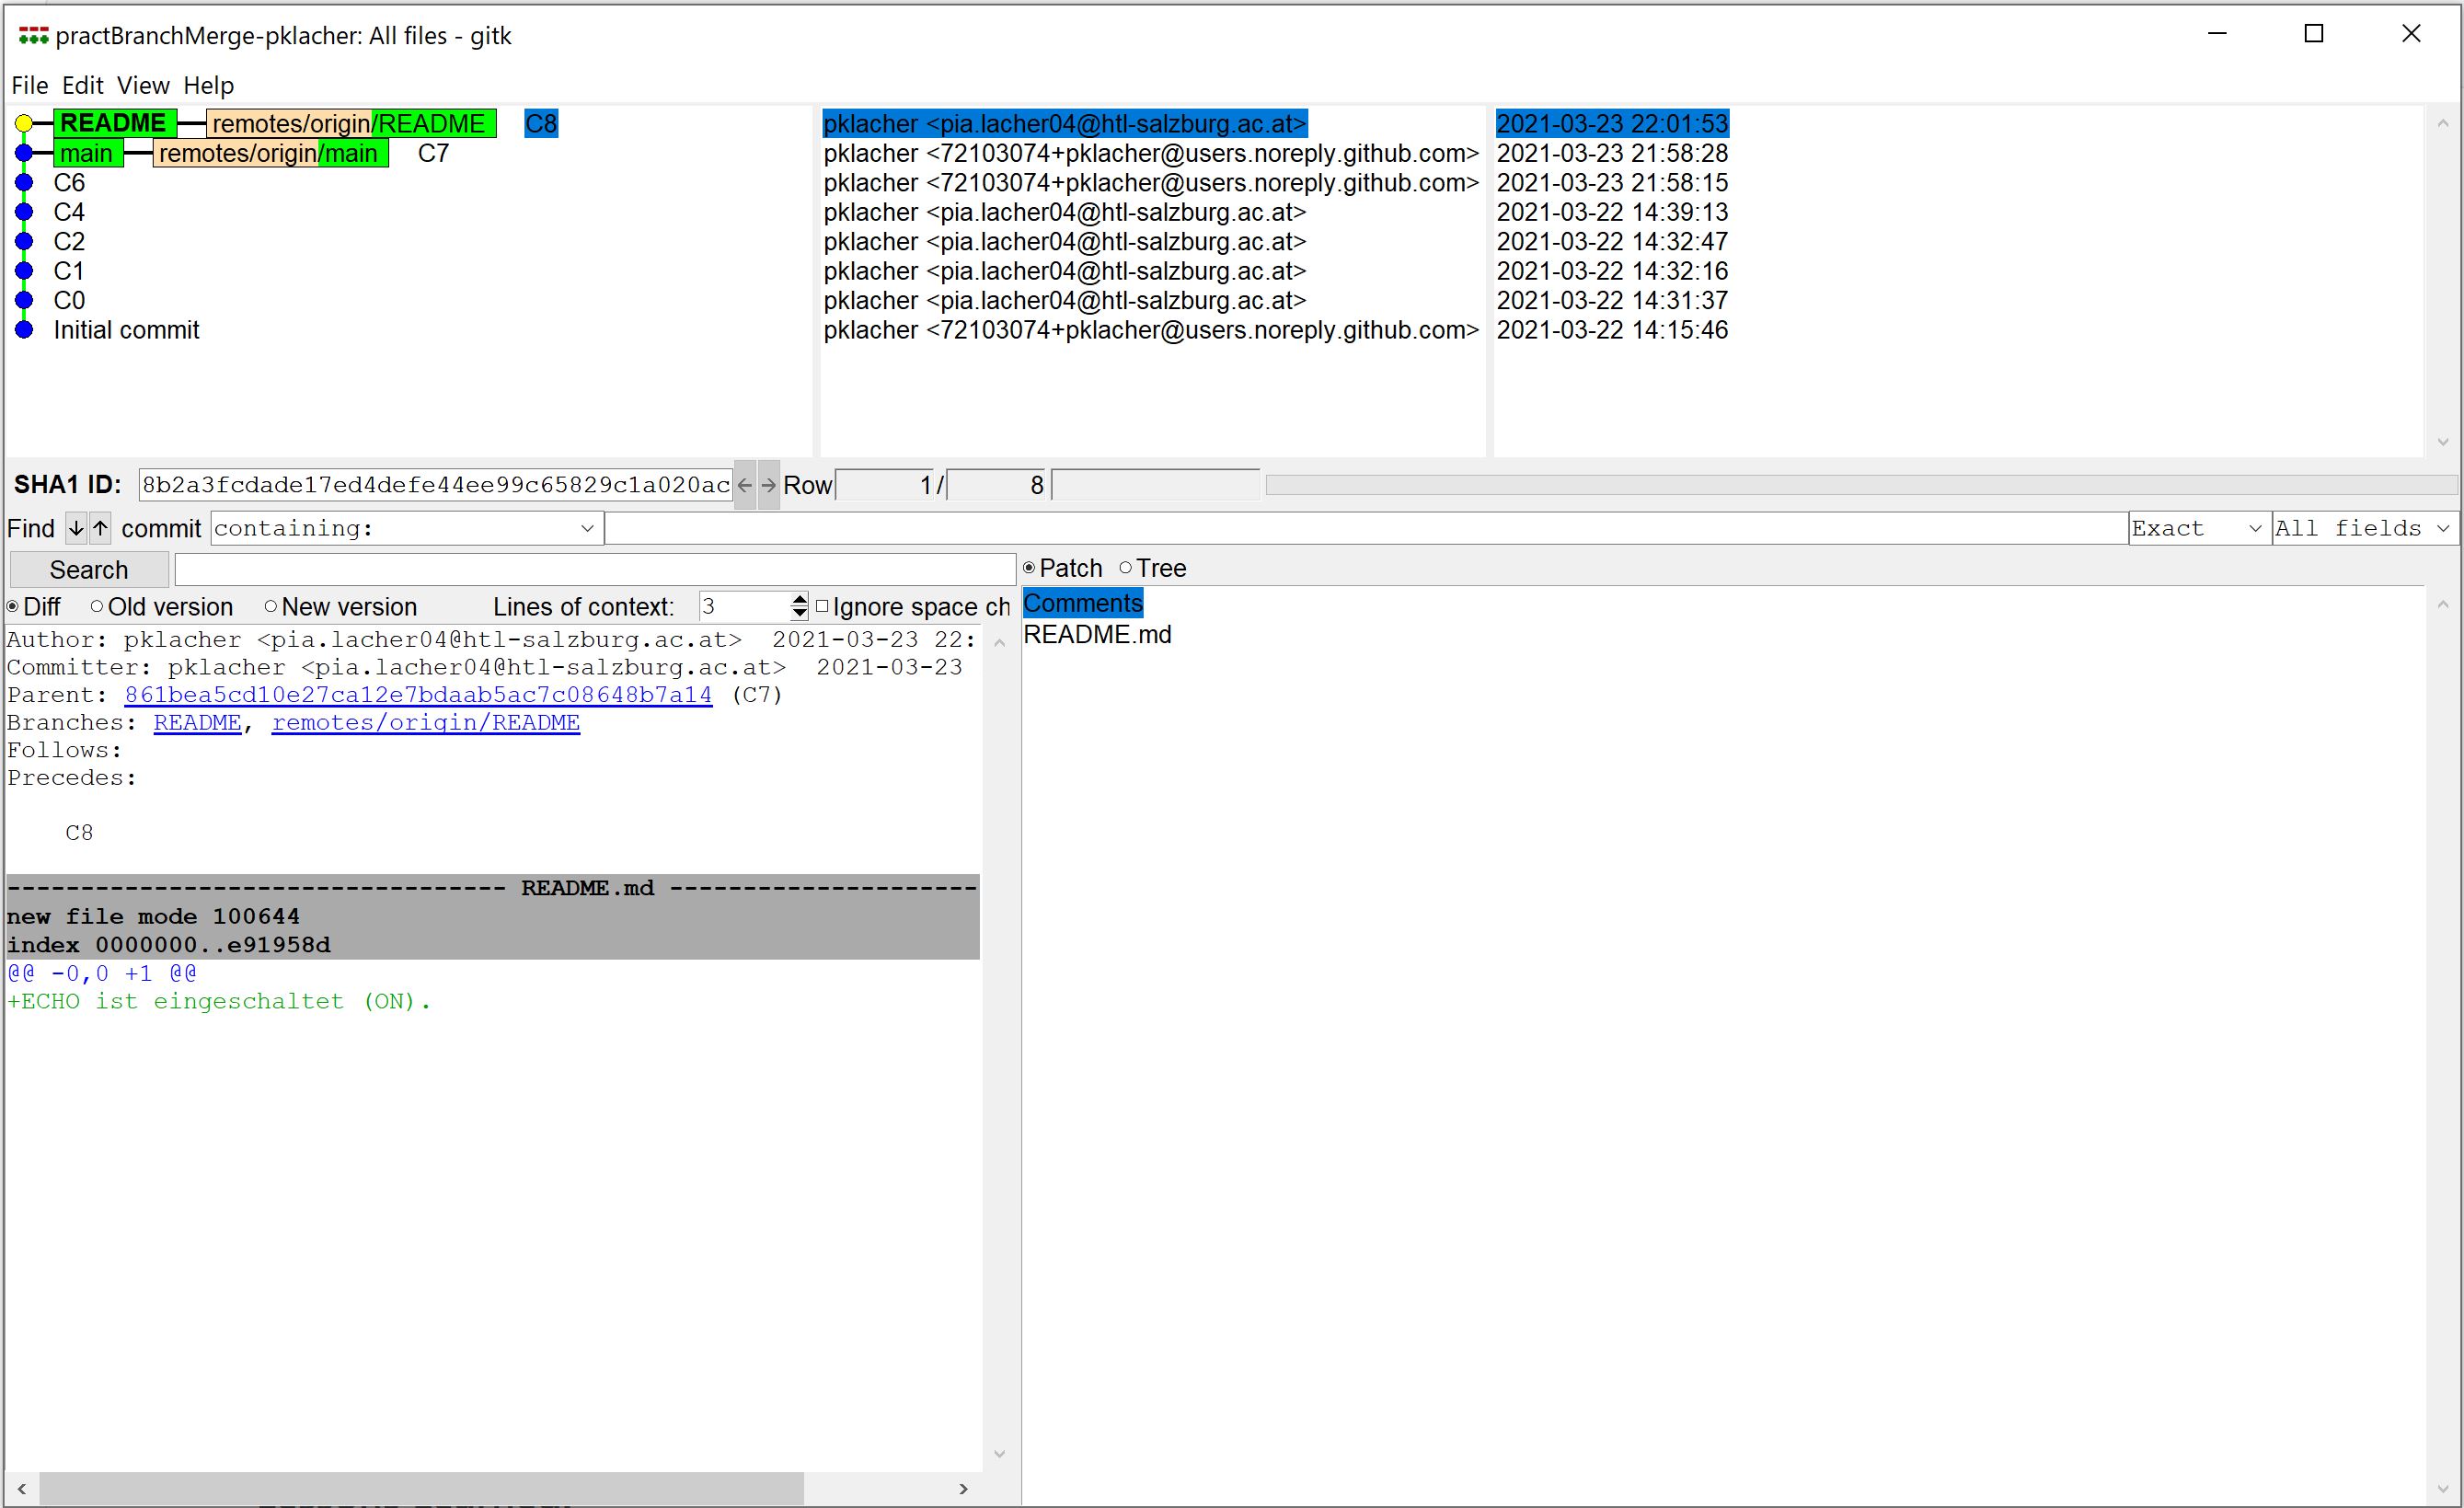 practBranchMerge-pklacher: All files - gitk
File Edit View Help
README remotes/origin/README C8 pklacher <pia.lacher04@htl-salzburg.ac.at> 2021-03-23 22:01:53
main remotes/origin/main C7 pklacher <72103074+pklacher@users.noreply.github.com> 2021-03-23 21:58:28
C6 pklacher <72103074+pklacher@users.noreply.github.com> 2021-03-23 21:58:15
C4 pklacher <pia.lacher04@htl-salzburg.ac.at> 2021-03-22 14:39:13
C2 pklacher <pia.lacher04@htl-salzburg.ac.at> 2021-03-22 14:32:47
C1 pklacher <pia.lacher04@htl-salzburg.ac.at> 2021-03-22 14:32:16
C0 pklacher <pia.lacher04@htl-salzburg.ac.at> 2021-03-22 14:31:37
Initial commit pklacher <72103074+pklacher@users.noreply.github.com> 2021-03-22 14:15:46
SHA1 ID: 8b2a3fcdade17ed4defe44ee99c65829c1a020ac ← → Row 1 / 8
Find ↓ ↑ commit containing: Exact All fields
Search
Patch Tree
Diff Old version New version Lines of context: 3 Ignore space ch
Comments
README.md
Author: pklacher <pia.lacher04@htl-salzburg.ac.at>  2021-03-23 22:
Committer: pklacher <pia.lacher04@htl-salzburg.ac.at>  2021-03-23
Parent: 861bea5cd10e27ca12e7bdaab5ac7c08648b7a14 (C7)
Branches: README, remotes/origin/README
Follows:
Precedes:
C8
---------------------------------- README.md ---------------------
new file mode 100644
index 0000000..e91958d
@@ -0,0 +1 @@
+ECHO ist eingeschaltet (ON).